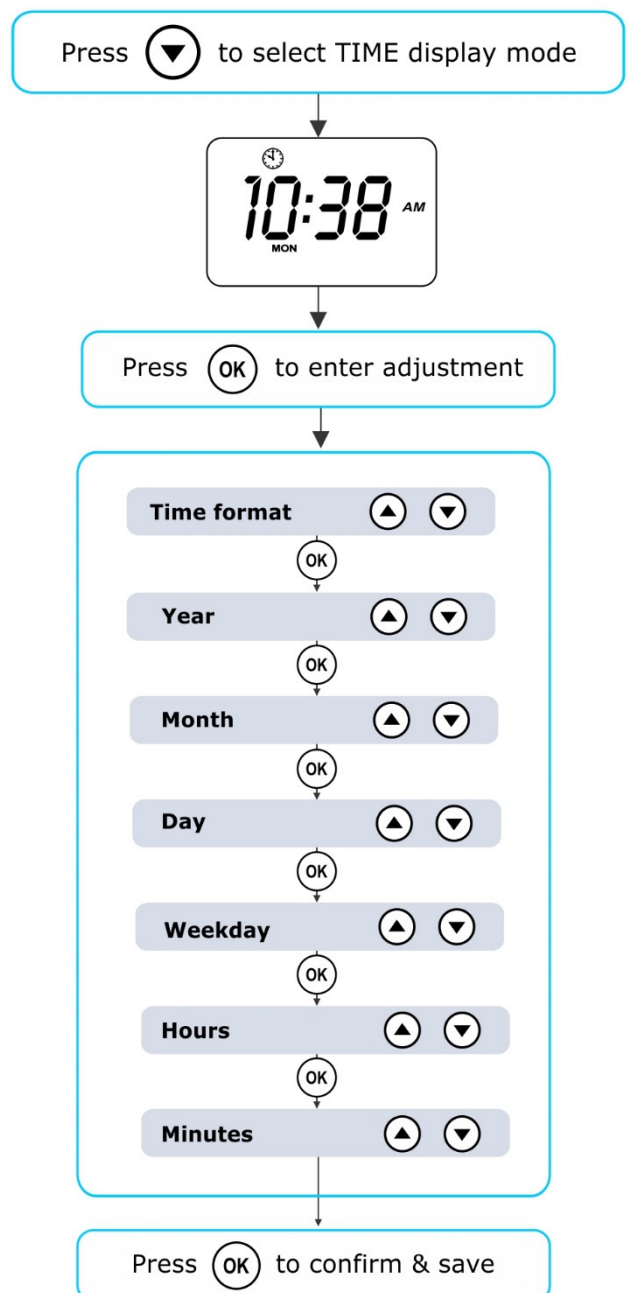 Press ▼ to select TIME display mode
10:38 AM
MON
Press OK to enter adjustment
Time format ▲ ▼
OK
Year ▲ ▼
OK
Month ▲ ▼
OK
Day ▲ ▼
OK
Weekday ▲ ▼
OK
Hours ▲ ▼
OK
Minutes ▲ ▼
Press OK to confirm & save